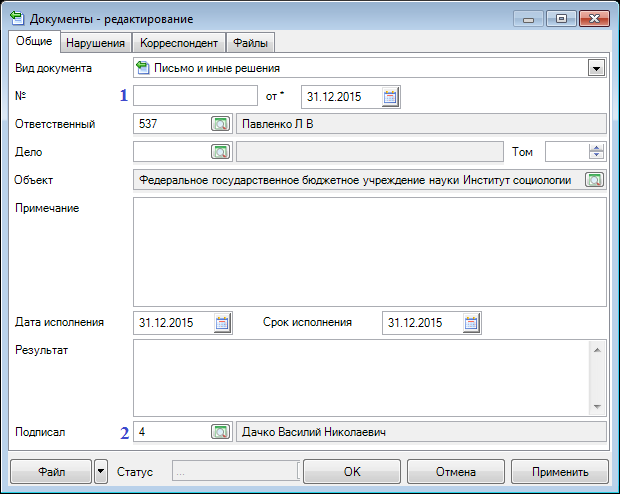 Документы - редактирование
Общие Нарушения Корреспондент Файлы
Вид документа Письмо и иные решения
№ 1 от * 31.12.2015
Ответственный 537 Павленко Л В
Дело Том
Объект Федеральное государственное бюджетное учреждение науки Институт социологии
Примечание
Дата исполнения 31.12.2015 Срок исполнения 31.12.2015
Результат
Подписал 2 4 Дачко Василий Николаевич
Файл Статус ... OK Отмена Применить